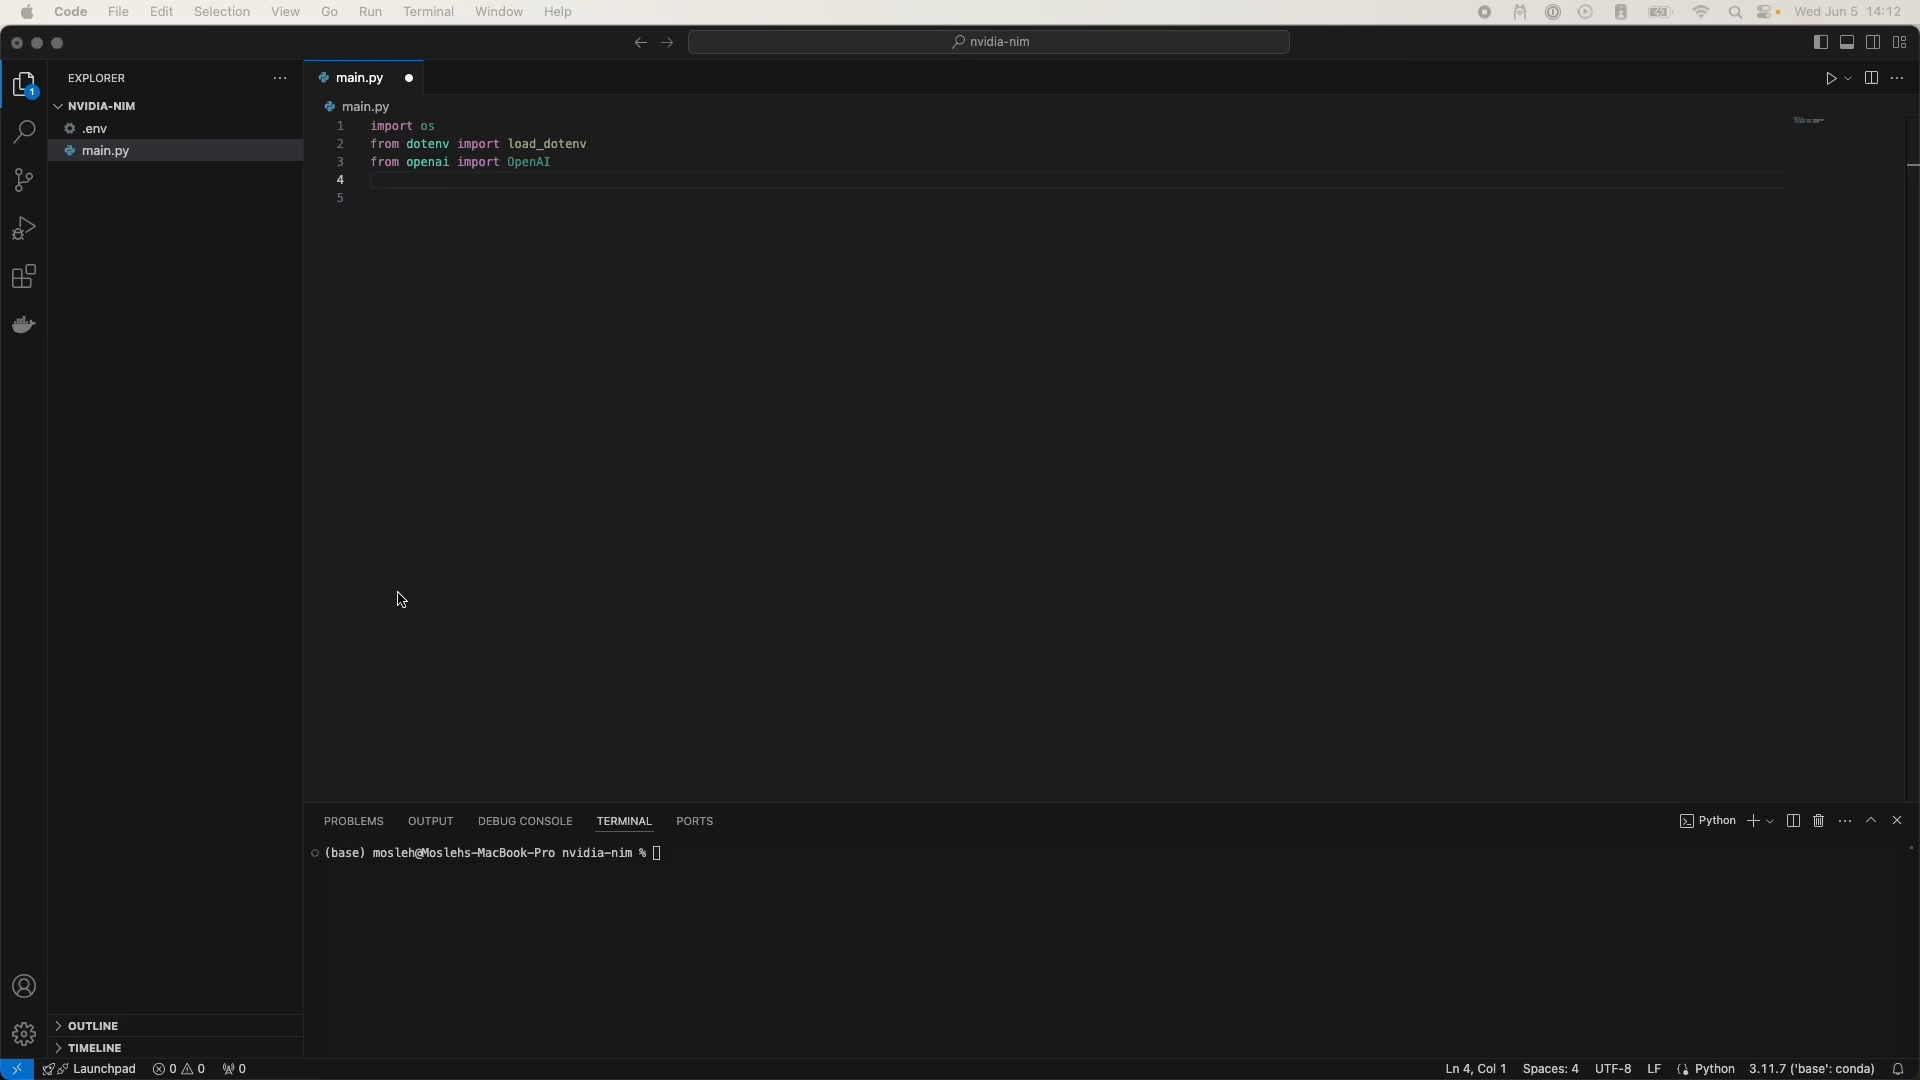 Code File Edit Selection View Go Run Terminal Window Help
Wed Jun 5 14:12
nvidia-nim
EXPLORER
main.py
1
NVIDIA-NIM
.env
main.py
main.py
1 import os
2 from dotenv import load_dotenv
3 from openai import OpenAI
4
5
PROBLEMS OUTPUT DEBUG CONSOLE TERMINAL PORTS
Python
(base) mosleh@Moslehs-MacBook-Pro nvidia-nim %
OUTLINE
TIMELINE
Launchpad 0 0 0
Ln 4, Col 1 Spaces: 4 UTF-8 LF Python 3.11.7 ('base': conda)